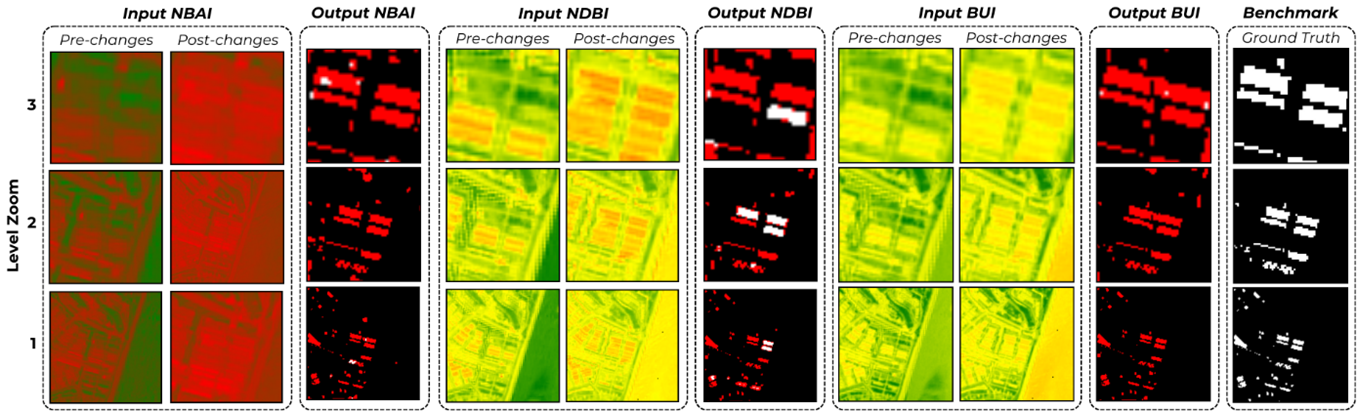 Input NBAI Output NBAI Input NDBI Output NDBI Input BUI Output BUI Benchmark
Pre-changes Post-changes Pre-changes Post-changes Pre-changes Post-changes Ground Truth
3
2
1
Level Zoom